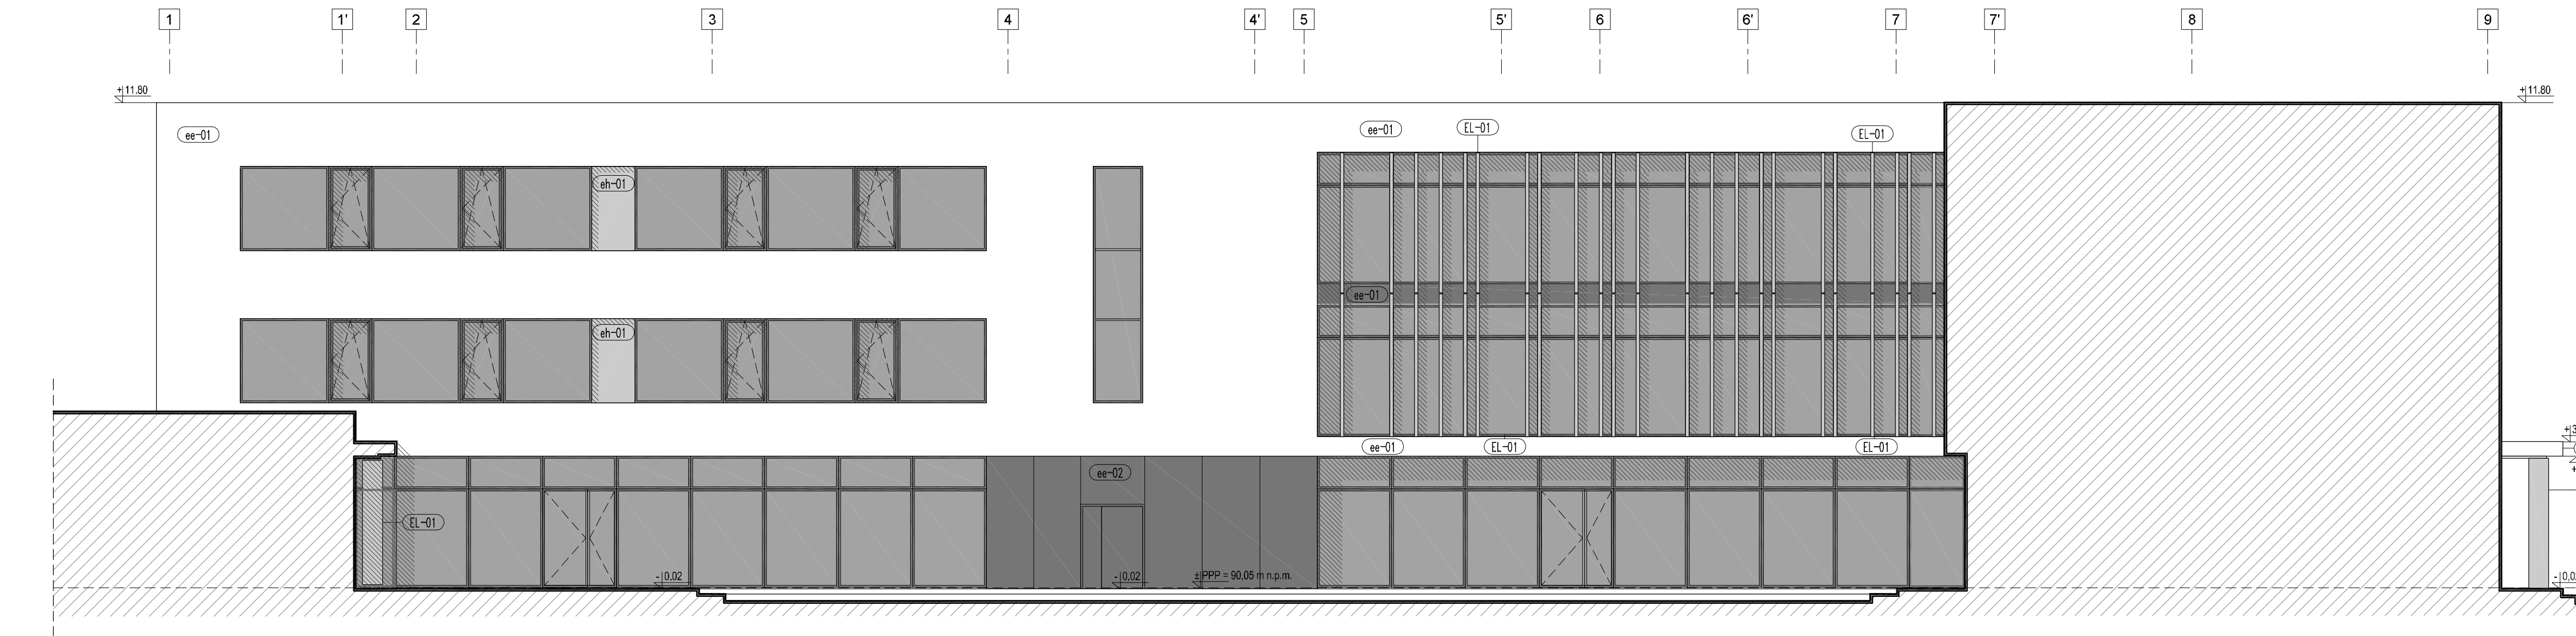 1 1' 2 3 4 4' 5 5' 6 6' 7 7' 8 9
+11.80 +11.80
ee-01 ee-01 EL-01 EL-01
eh-01
ee-01
eh-01
ee-01 EL-01 EL-01
ee-02
EL-01
-0,02 -0,02 ±PPP = 90,05 m n.p.m.